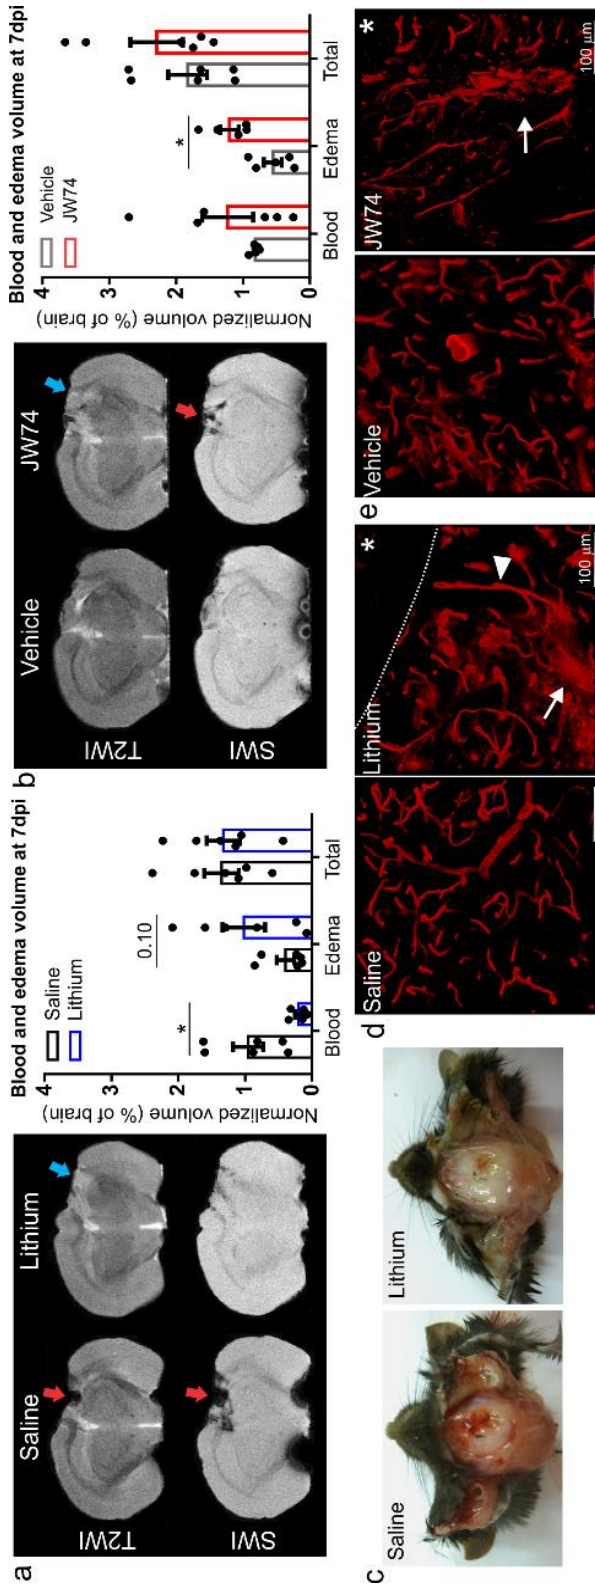 a
Saline
Lithium
T2WI
SWI
Blood and edema volume at 7dpi
Saline
Lithium
Normalized volume (% of brain)
4
3
2
1
0
*
0.10
Blood
Edema
Total
b
Vehicle
JW74
T2WI
SWI
Blood and edema volume at 7dpi
Vehicle
JW74
Normalized volume (% of brain)
4
3
2
1
0
*
Blood
Edema
Total
c
Saline
Lithium
d
Saline
Lithium
*
100 µm
e
Vehicle
JW74
*
100 µm